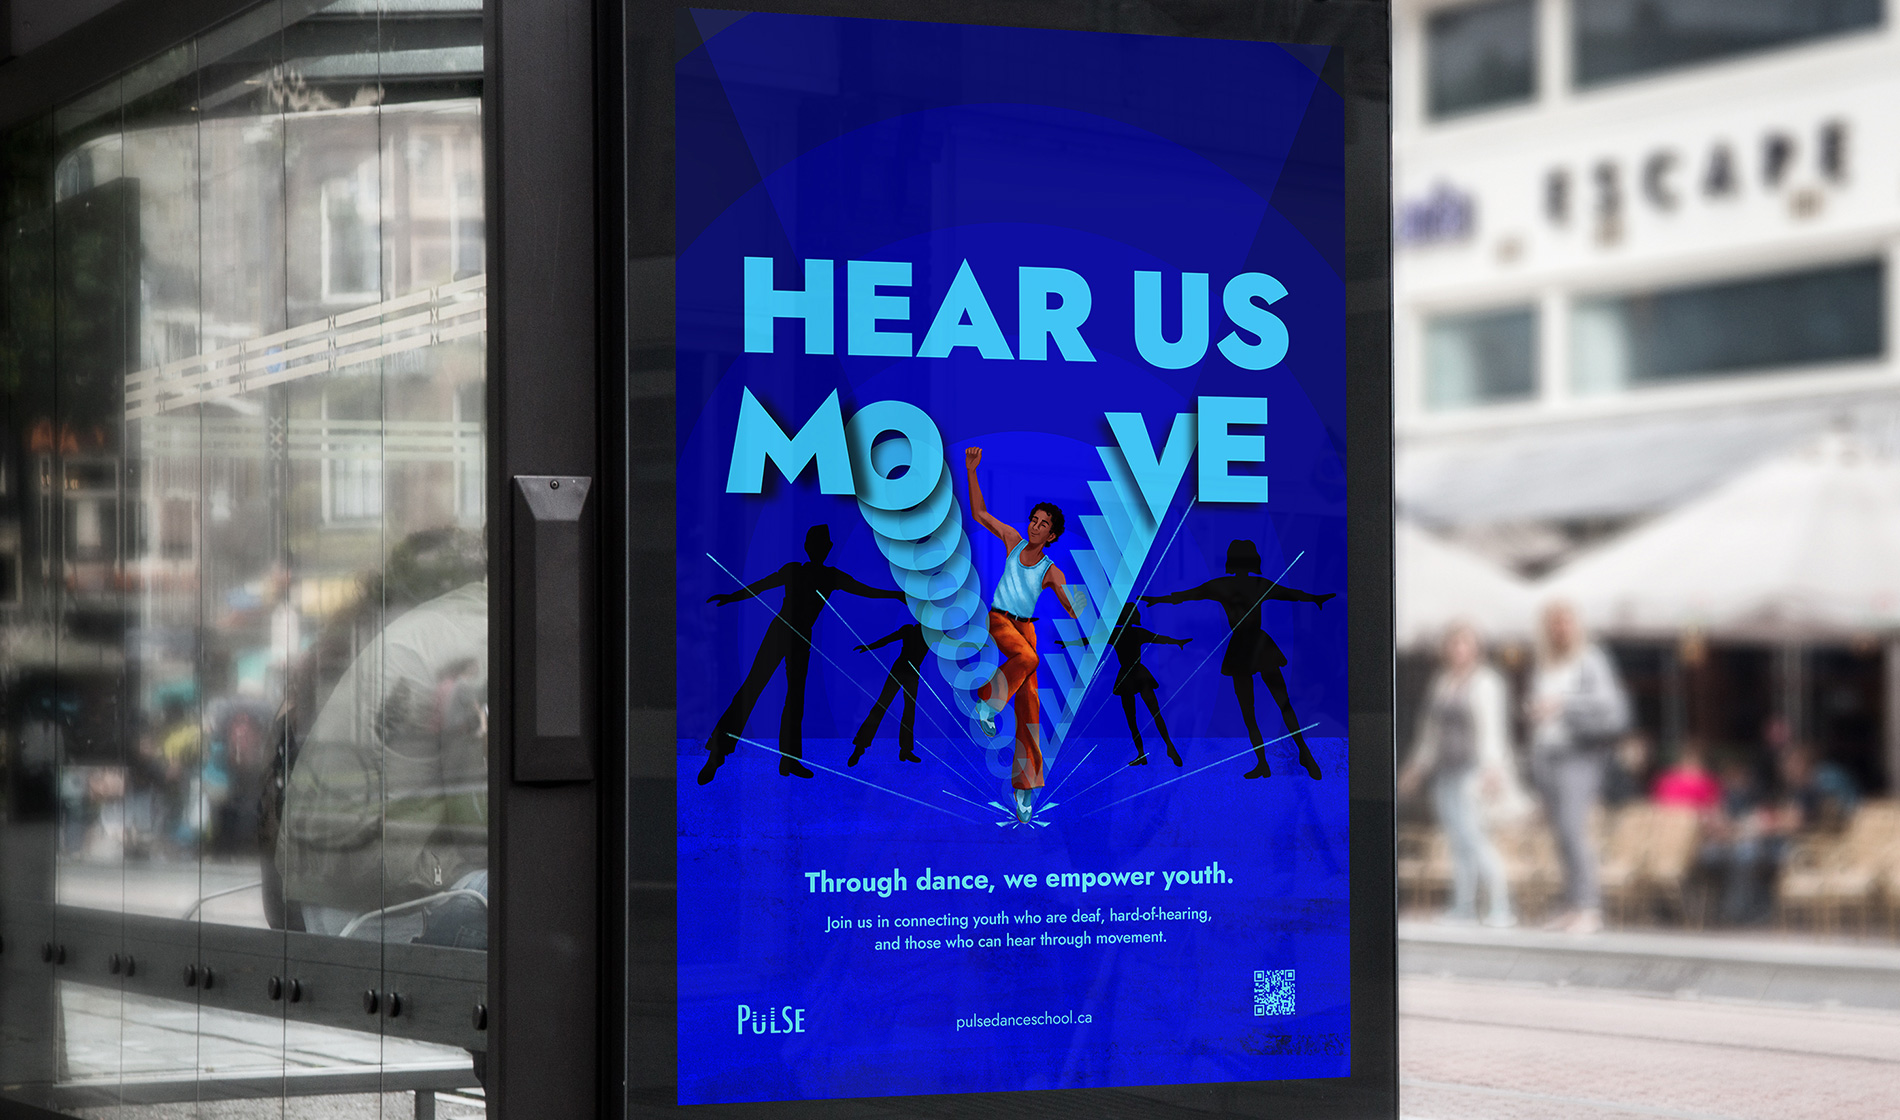 HEAR US
MOVE
Through dance, we empower youth.
Join us in connecting youth who are deaf, hard-of-hearing,
and those who can hear through movement.
PULSE
pulsedanceschool.ca
ESCAPE